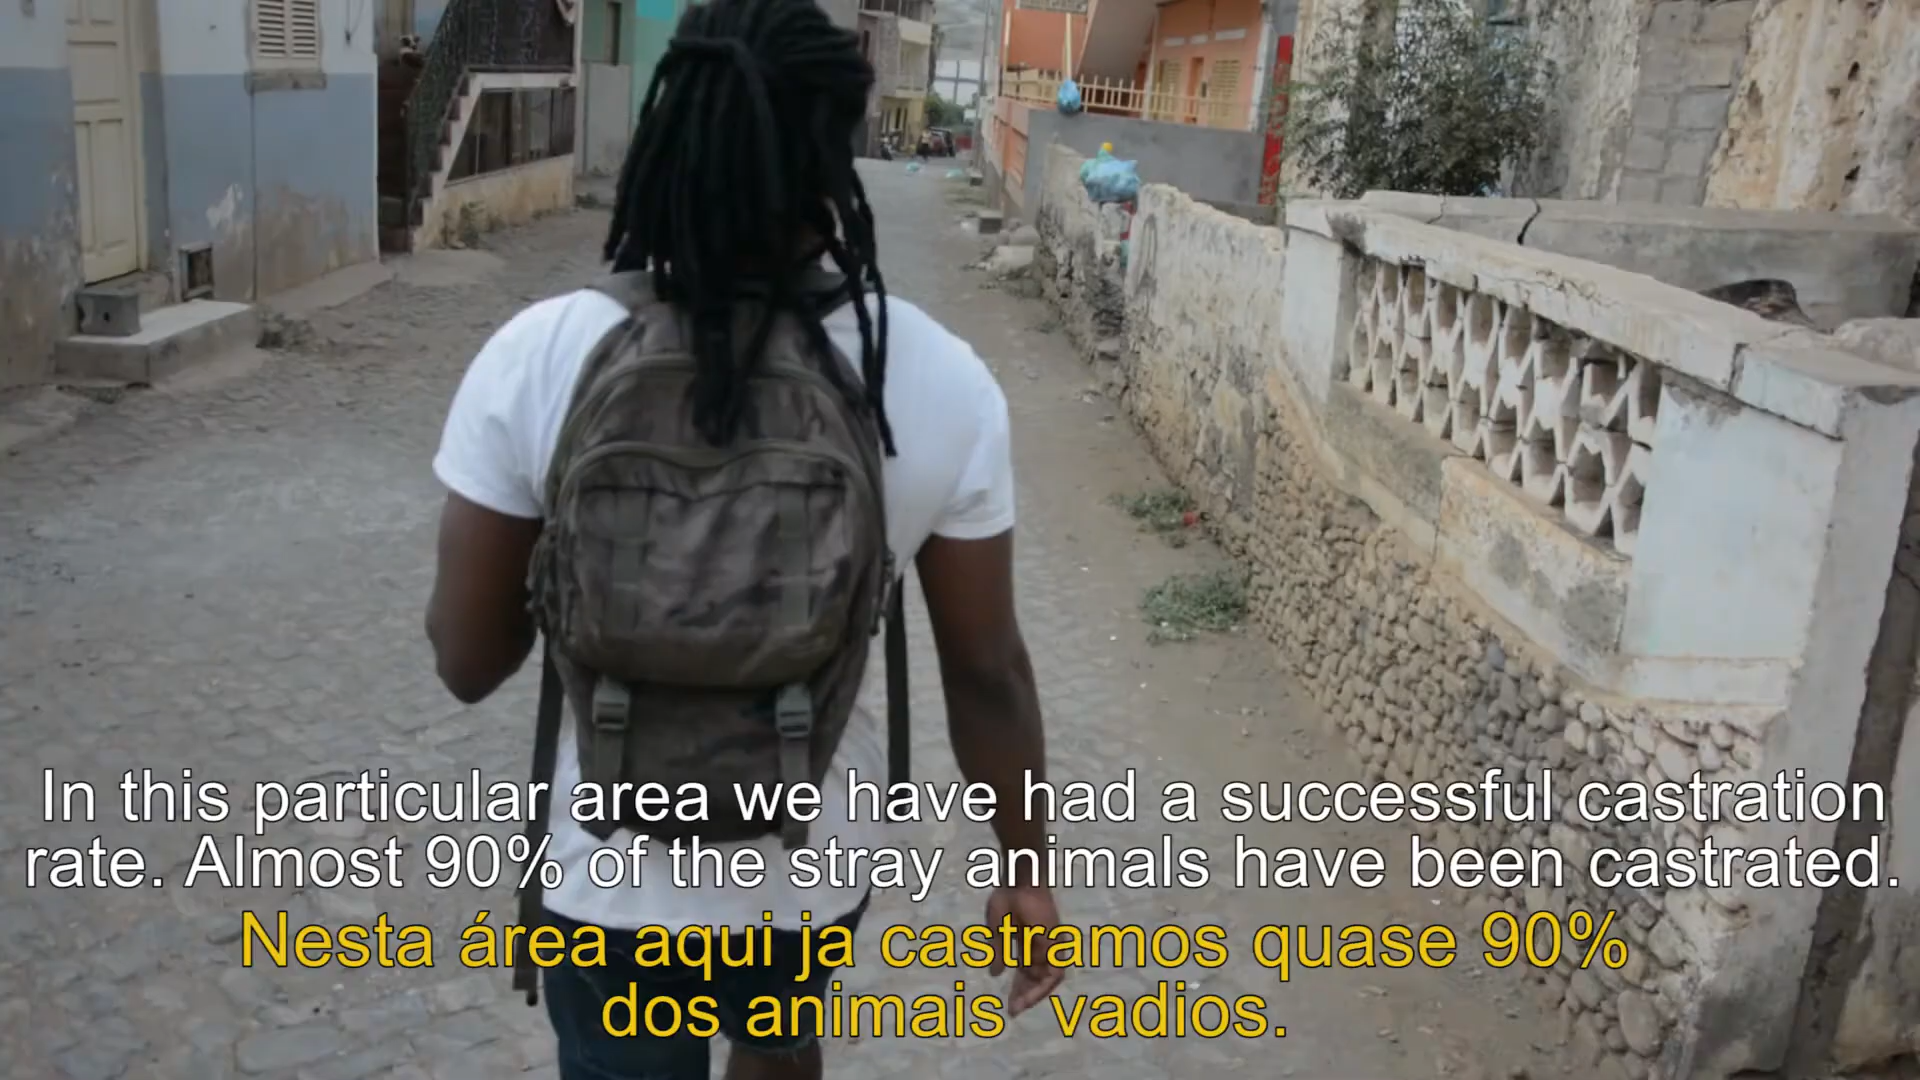 In this particular area we have had a successful castration
rate. Almost 90% of the stray animals have been castrated.
Nesta área aqui ja castramos quase 90%
dos animais vadios.